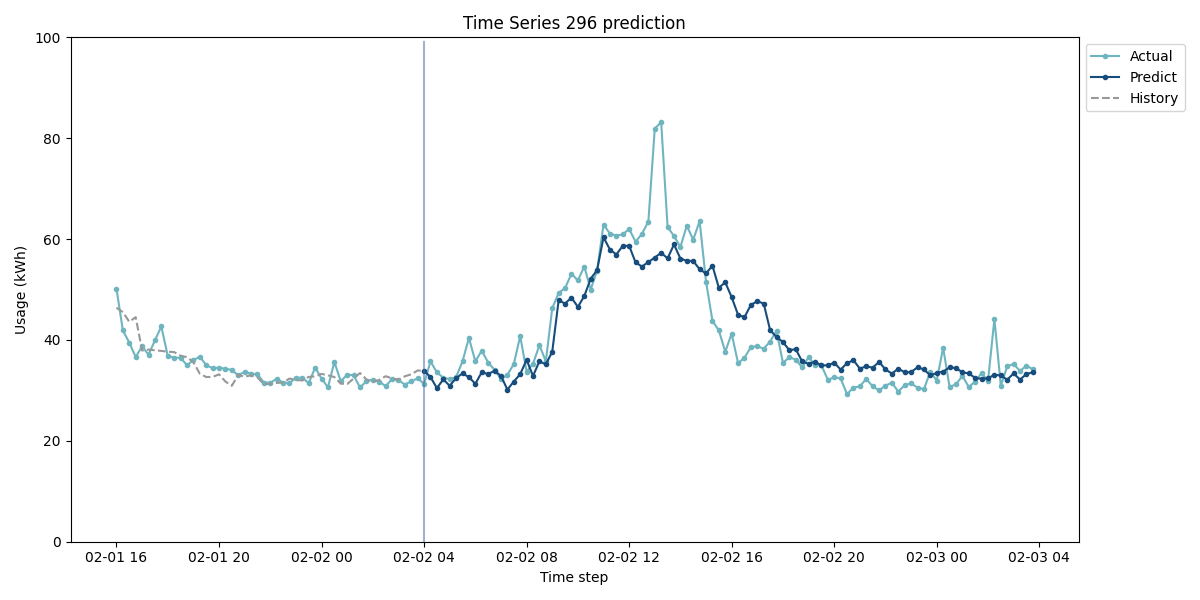 Time Series 296 prediction
100
80
60
40
20
0
Usage (kWh)
02-01 16
02-01 20
02-02 00
02-02 04
02-02 08
02-02 12
02-02 16
02-02 20
02-03 00
02-03 04
Time step
Actual
Predict
History